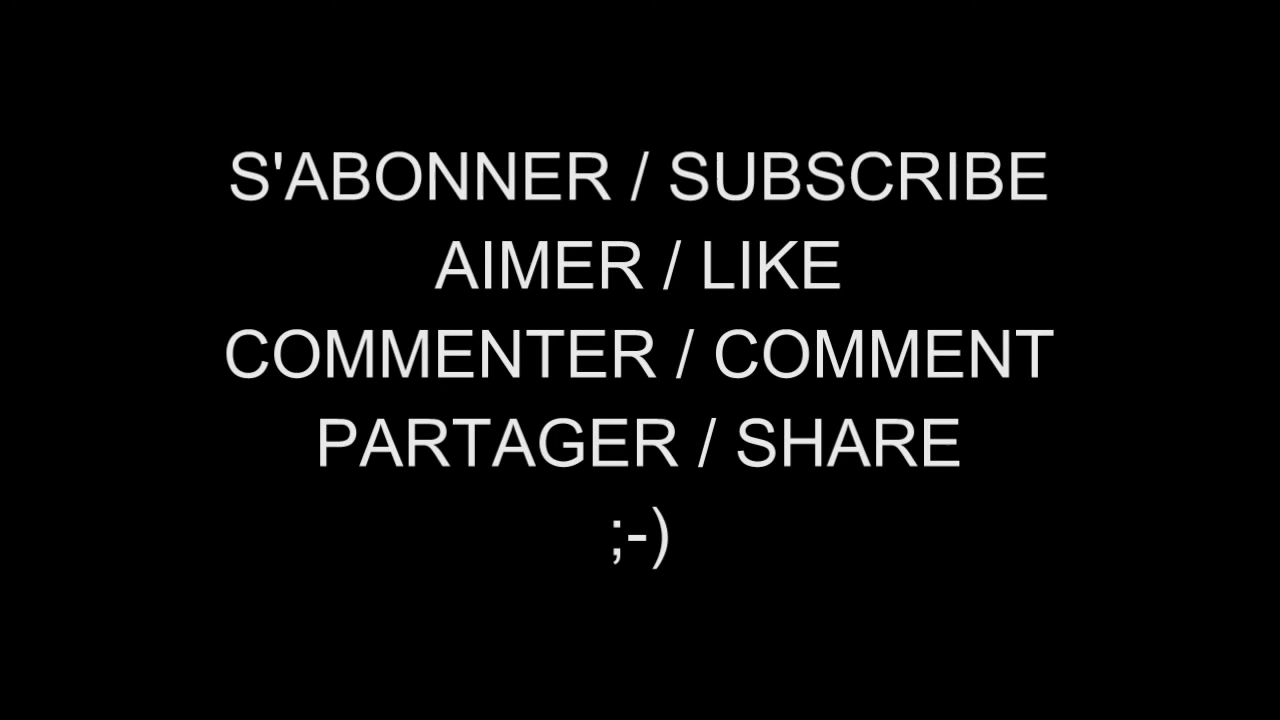 S'ABONNER / SUBSCRIBE
AIMER / LIKE
COMMENTER / COMMENT
PARTAGER / SHARE
;-)